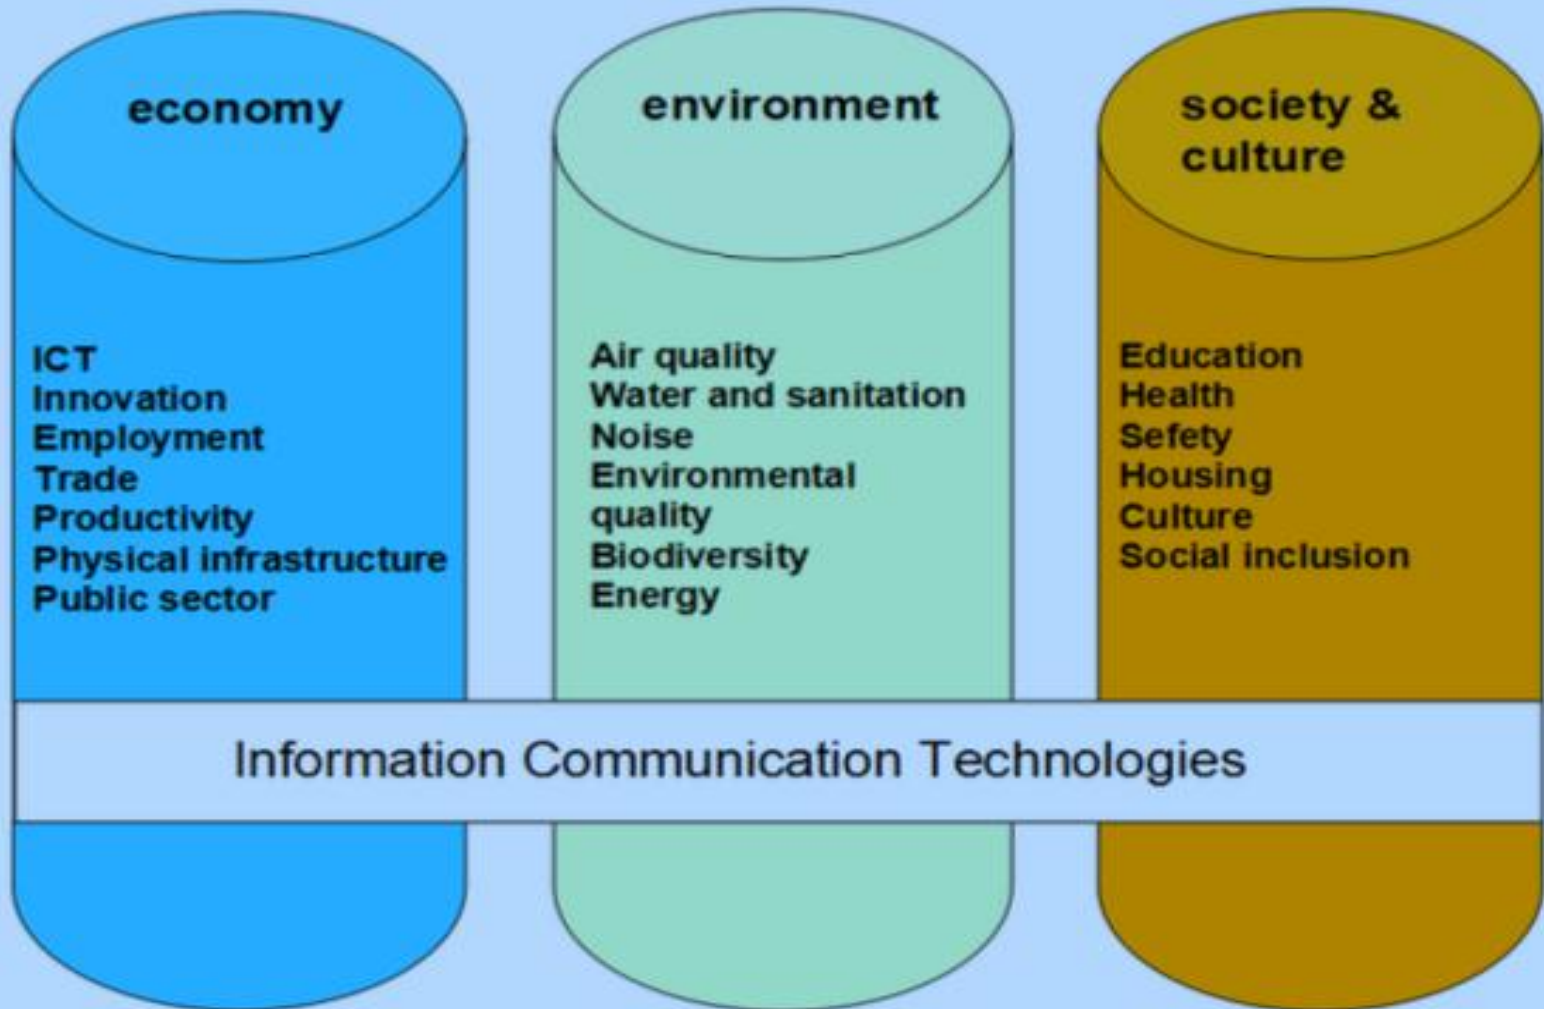 economy
ICT
Innovation
Employment
Trade
Productivity
Physical infrastructure
Public sector
environment
Air quality
Water and sanitation
Noise
Environmental
quality
Biodiversity
Energy
society &
culture
Education
Health
Sefety
Housing
Culture
Social inclusion
Information Communication Technologies